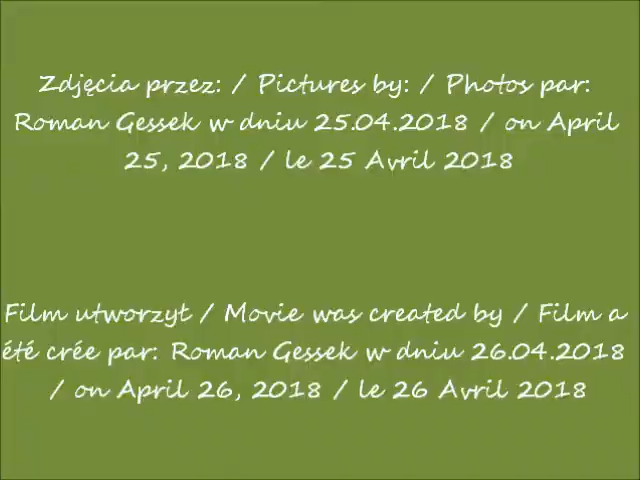 Zdjęcia przez: / Pictures by: / Photos par:
Roman Gessek w dniu 25.04.2018 / on April
25, 2018 / le 25 Avril 2018
Film utworzył / Movie was created by / Film a
été crée par: Roman Gessek w dniu 26.04.2018
/ on April 26, 2018 / le 26 Avril 2018